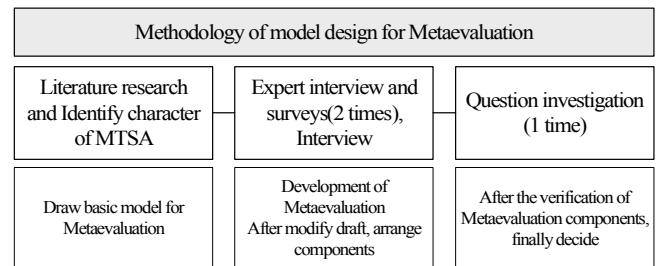 Methodology of model design for Metaevaluation
Literature research
and Identify character
of MTSA
Expert interview and
surveys(2 times),
Interview
Question investigation
(1 time)
Draw basic model for
Metaevaluation
Development of
Metaevaluation
After modify draft, arrange
components
After the verification of
Metaevaluation components,
finally decide